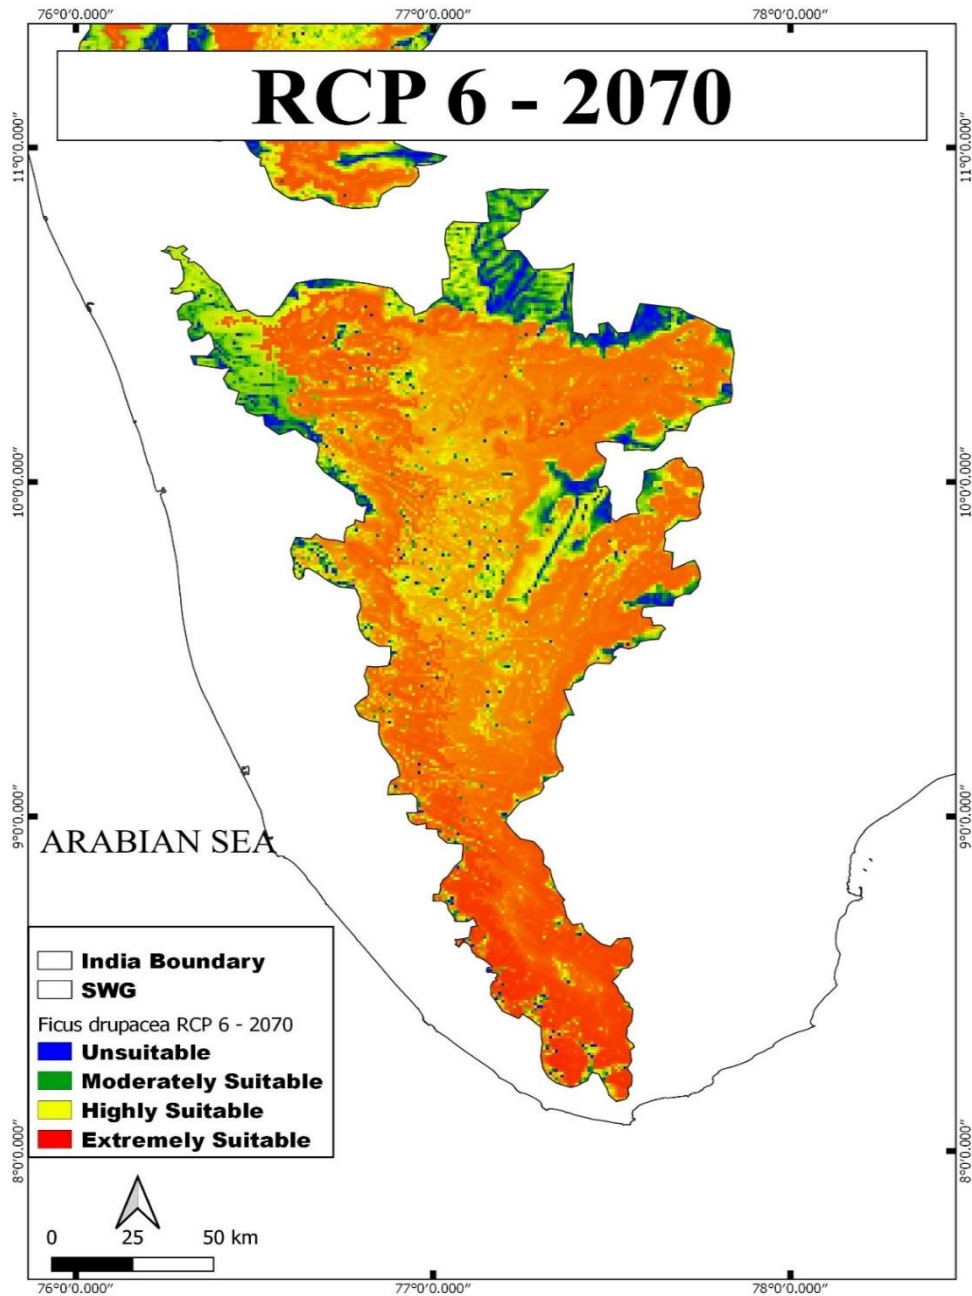 76°0'0.000" 77°0'0.000" 78°0'0.000"
RCP 6 - 2070
11°0'0.000" 11°0'0.000"
10°0'0.000" 10°0'0.000"
9°0'0.000" 9°0'0.000"
ARABIAN SEA
India Boundary
SWG
Ficus drupacea RCP 6 - 2070
Unsuitable
Moderately Suitable
Highly Suitable
Extremely Suitable
8°0'0.000" 8°0'0.000"
0 25 50 km
76°0'0.000" 77°0'0.000" 78°0'0.000"